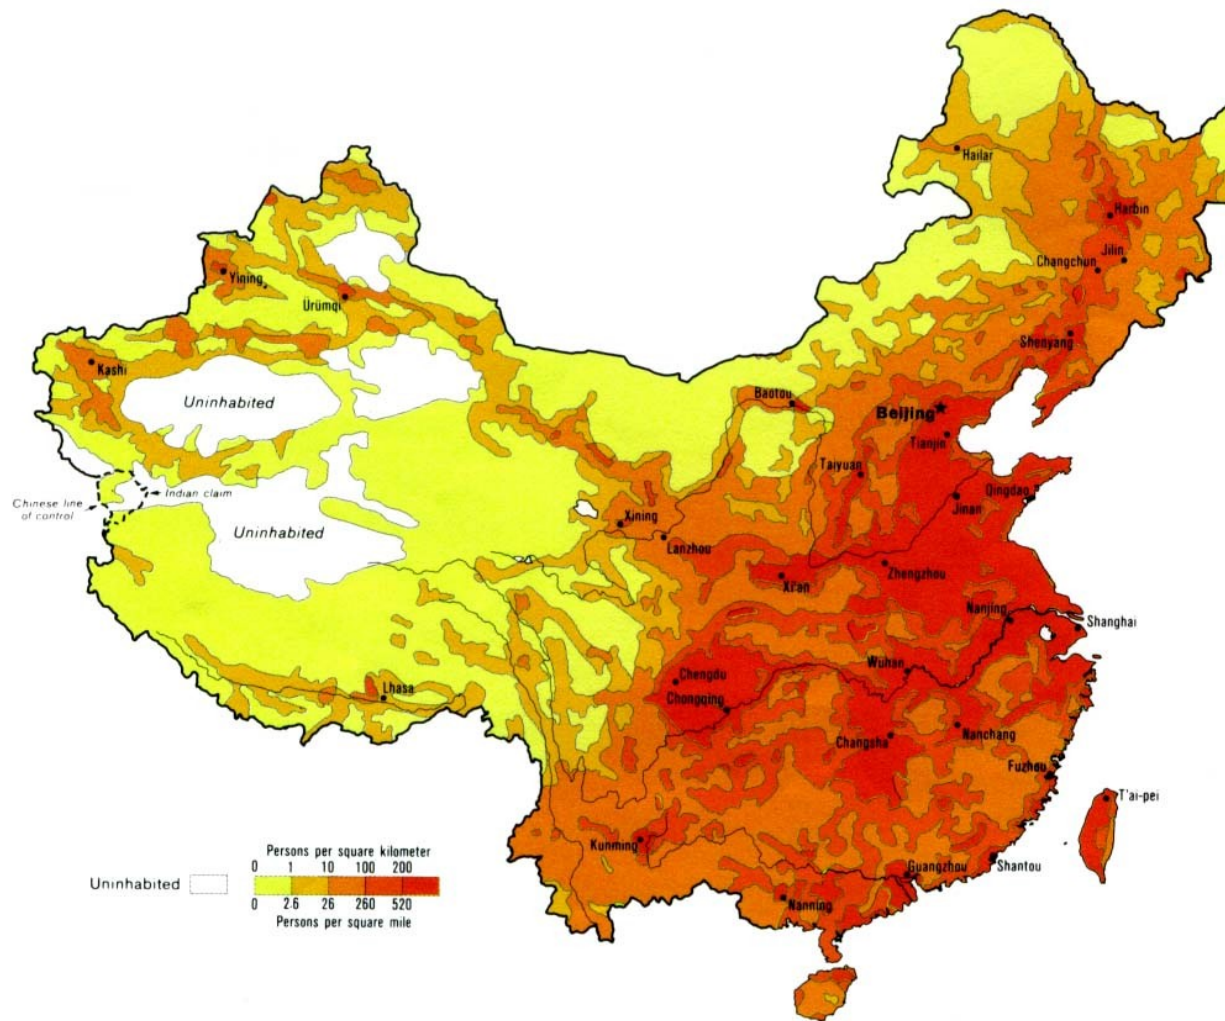 Hailar
Harbin
Jilin
Changchun
Yining
Ürümqi
Shenyang
Kashi
Baotou
Beijing
Uninhabited
Tianjin
Taiyuan
Indian claim
Chinese line
of control
Qingdao
Jinan
Xining
Uninhabited
Lanzhou
Zhengzhou
Xi'an
Nanjing
Shanghai
Wuhan
Chengdu
Lhasa
Chongqing
Nanchang
Changsha
Fuzhou
T'ai-pei
Kunming
Persons per square kilometer
0 1 10 100 200
Uninhabited
0 2.6 26 260 520
Persons per square mile
Guangzhou
Shantou
Nanning